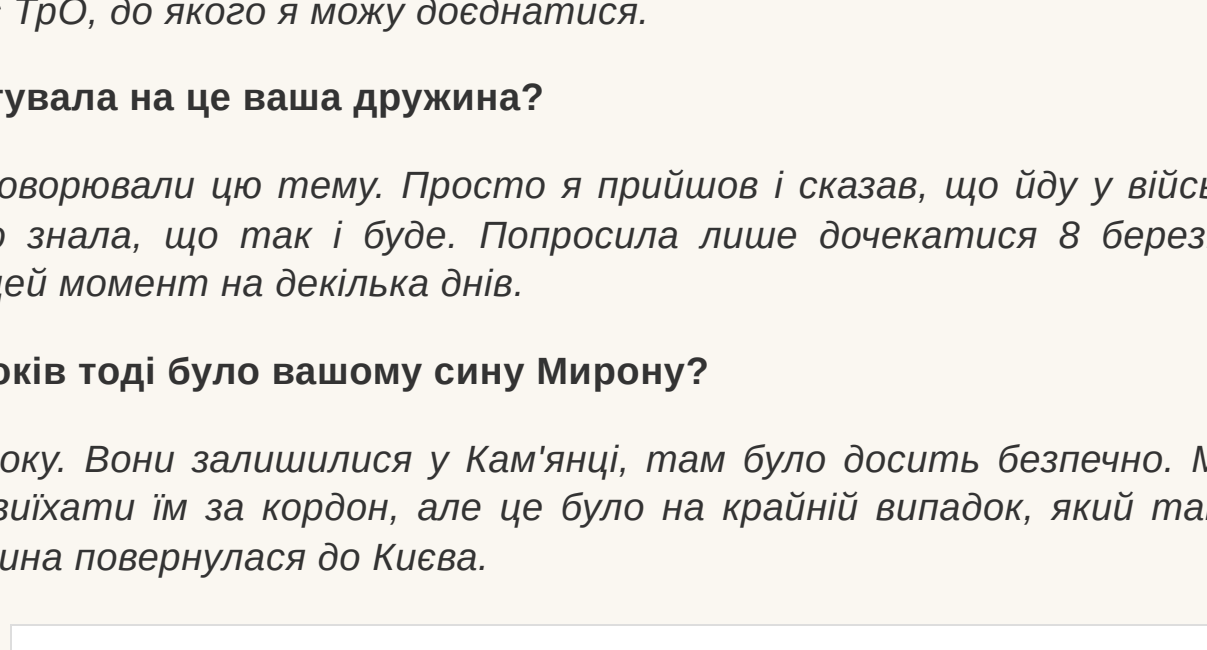 ТрО, до якого я можу доєднатися.
тувала на це ваша дружина?
оворювали цю тему. Просто я прийшов і сказав, що йду у війсь
о знала, що так і буде. Попросила лише дочекатися 8 берез
цей момент на декілька днів.
оків тоді було вашому сину Мирону?
оку. Вони залишилися у Кам'янці, там було досить безпечно. М
виїхати їм за кордон, але це було на крайній випадок, який та
ина повернулася до Києва.